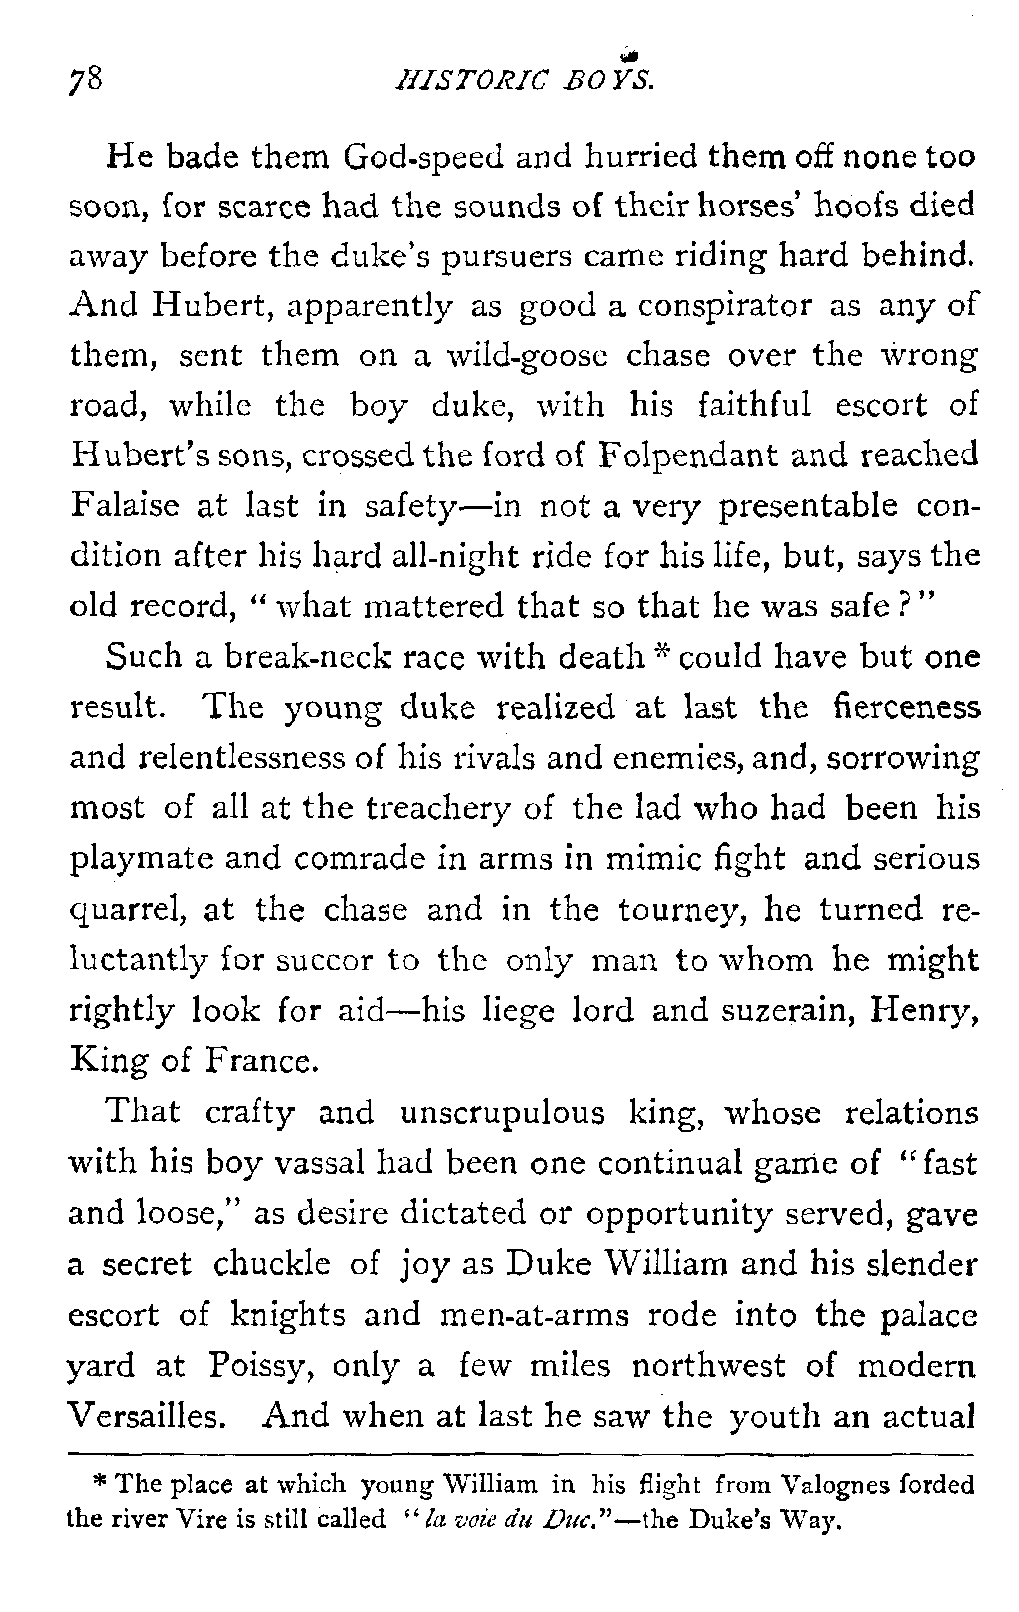 78 HISTORIC BOYS.
He bade them God-speed and hurried them off none too
soon, for scarce had the sounds of their horses' hoofs died
away before the duke's pursuers came riding hard behind.
And Hubert, apparently as good a conspirator as any of
them, sent them on a wild-goose chase over the wrong
road, while the boy duke, with his faithful escort of
Hubert's sons, crossed the ford of Folpendant and reached
Falaise at last in safety—in not a very presentable con-
dition after his hard all-night ride for his life, but, says the
old record, "what mattered that so that he was safe?"
Such a break-neck race with death * could have but one
result. The young duke realized at last the fierceness
and relentlessness of his rivals and enemies, and, sorrowing
most of all at the treachery of the lad who had been his
playmate and comrade in arms in mimic fight and serious
quarrel, at the chase and in the tourney, he turned re-
luctantly for succor to the only man to whom he might
rightly look for aid—his liege lord and suzerain, Henry,
King of France.
That crafty and unscrupulous king, whose relations
with his boy vassal had been one continual game of "fast
and loose," as desire dictated or opportunity served, gave
a secret chuckle of joy as Duke William and his slender
escort of knights and men-at-arms rode into the palace
yard at Poissy, only a few miles northwest of modern
Versailles. And when at last he saw the youth an actual
* The place at which young William in his flight from Valognes forded
the river Vire is still called "la voie du Duc."—the Duke's Way.